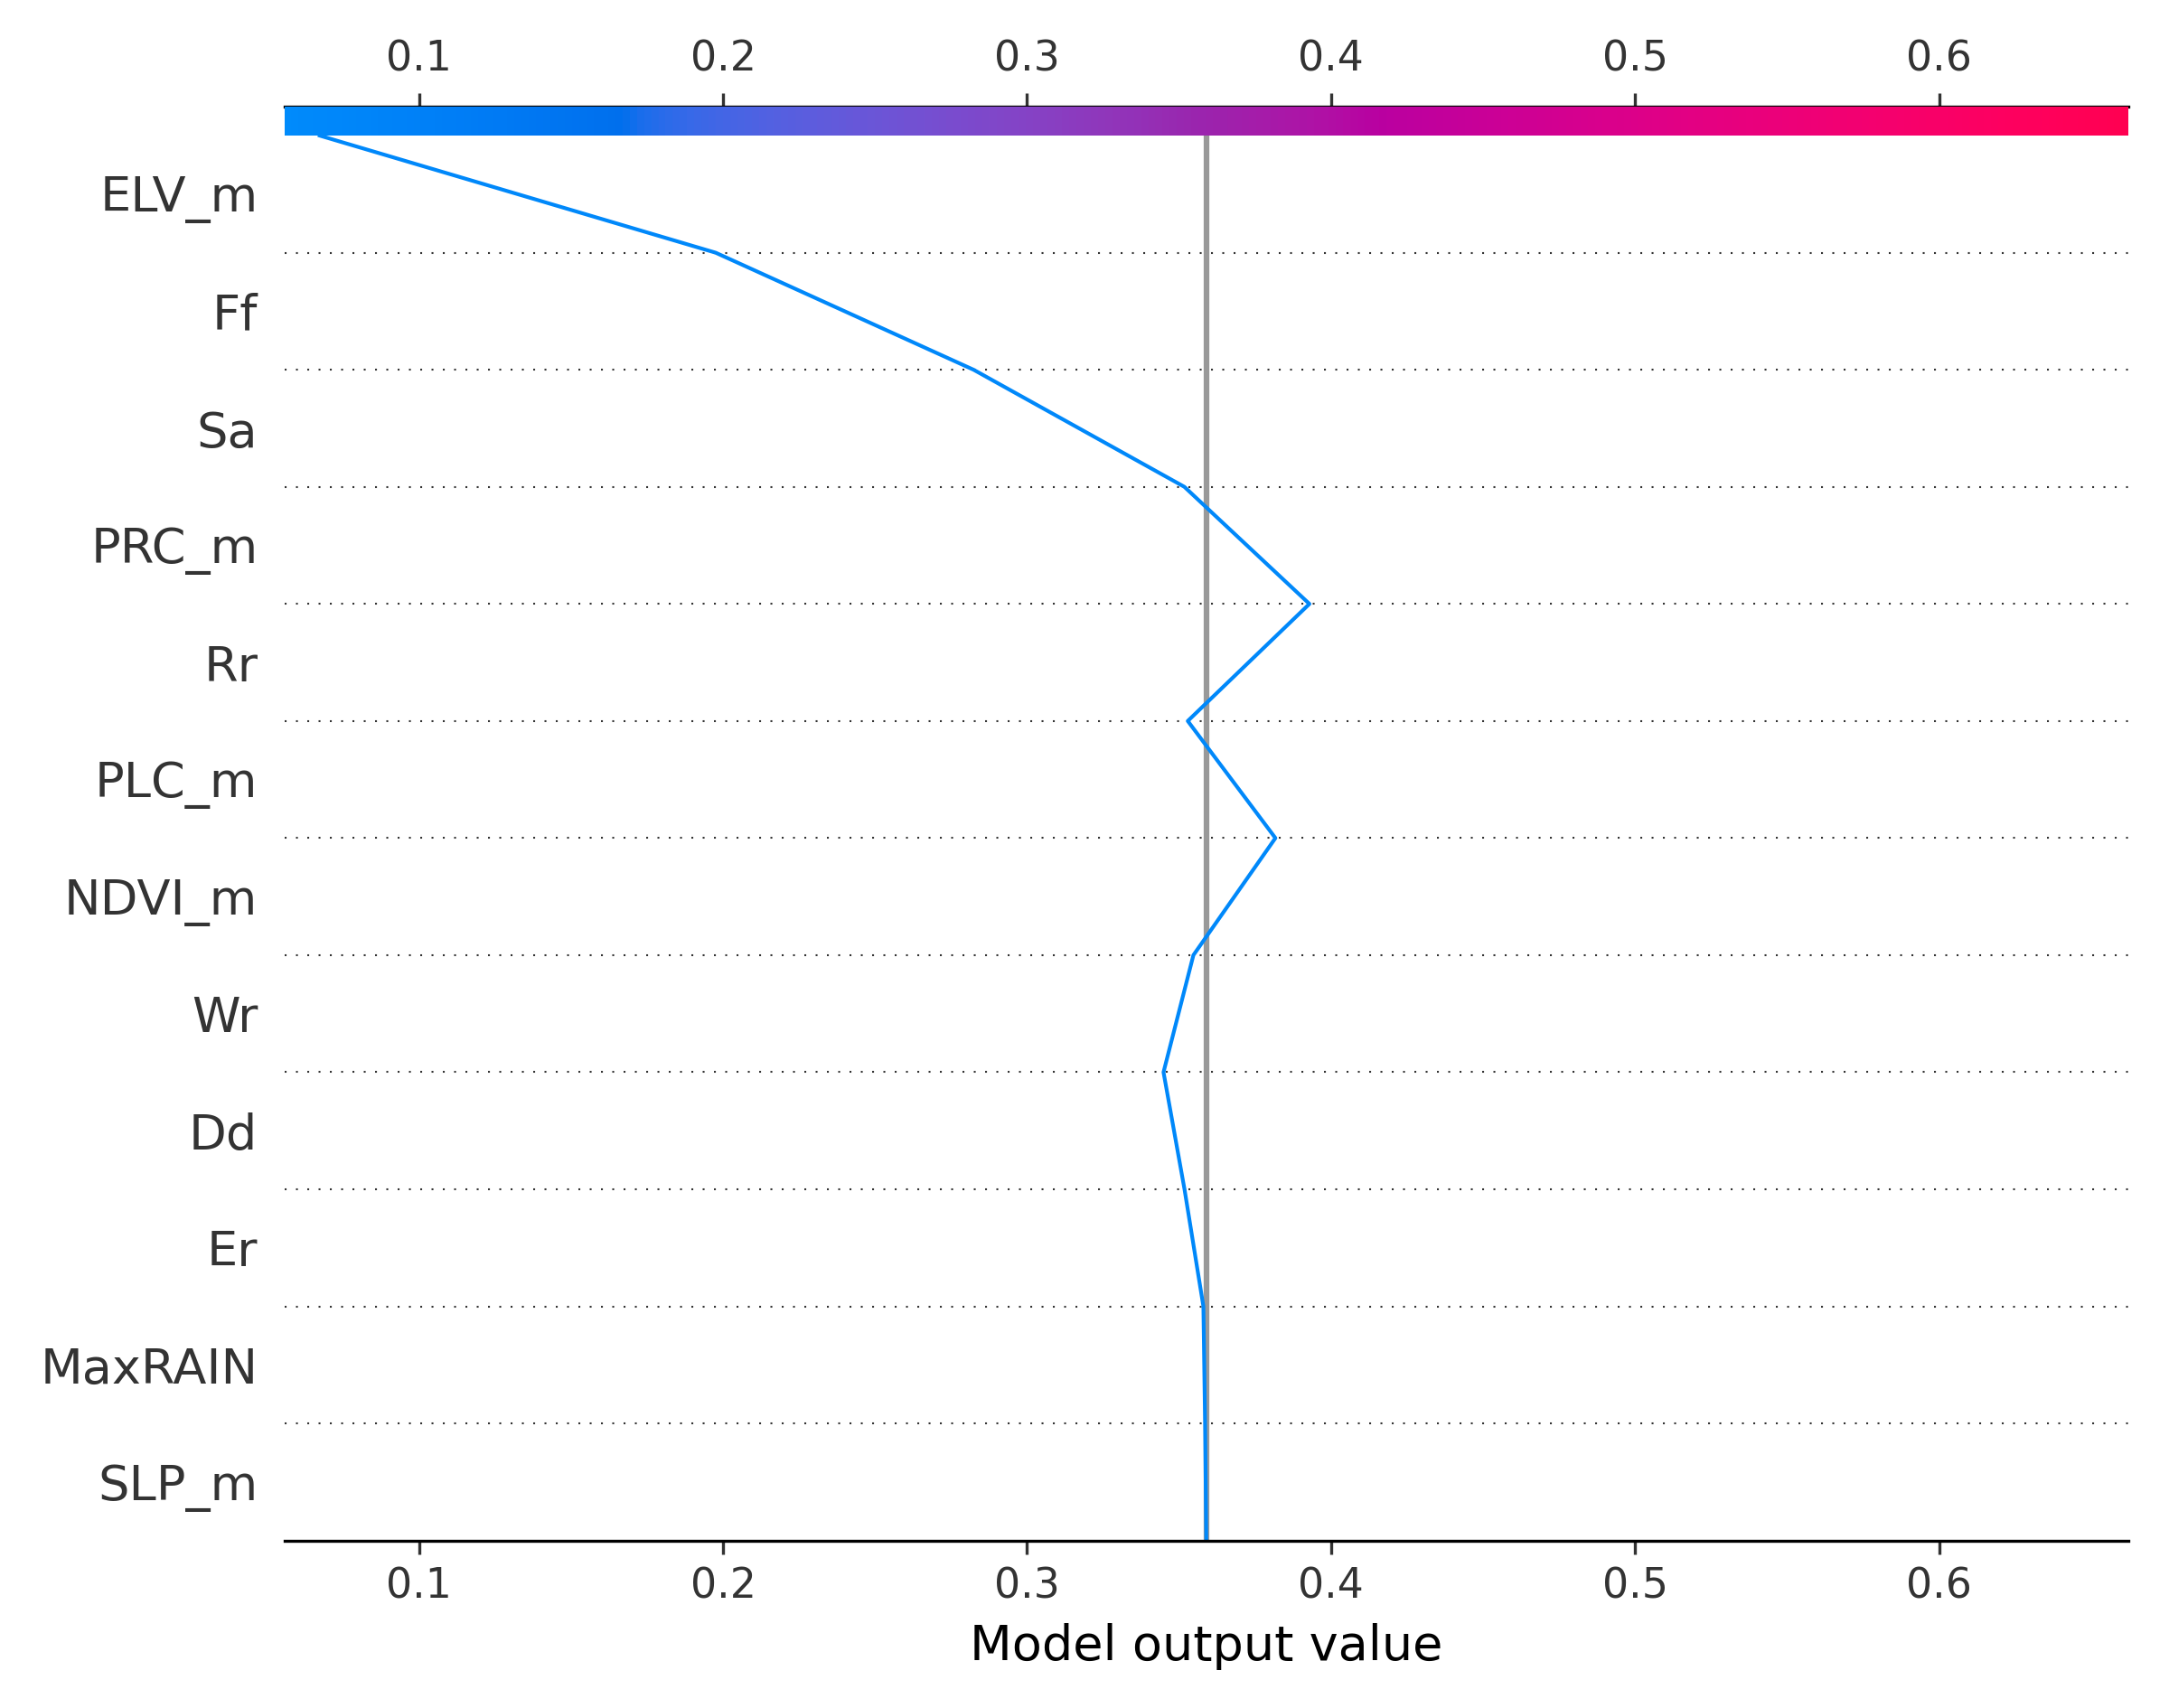 0.1 0.2 0.3 0.4 0.5 0.6
ELV_m
Ff
Sa
PRC_m
Rr
PLC_m
NDVI_m
Wr
Dd
Er
MaxRAIN
SLP_m
0.1 0.2 0.3 0.4 0.5 0.6
Model output value